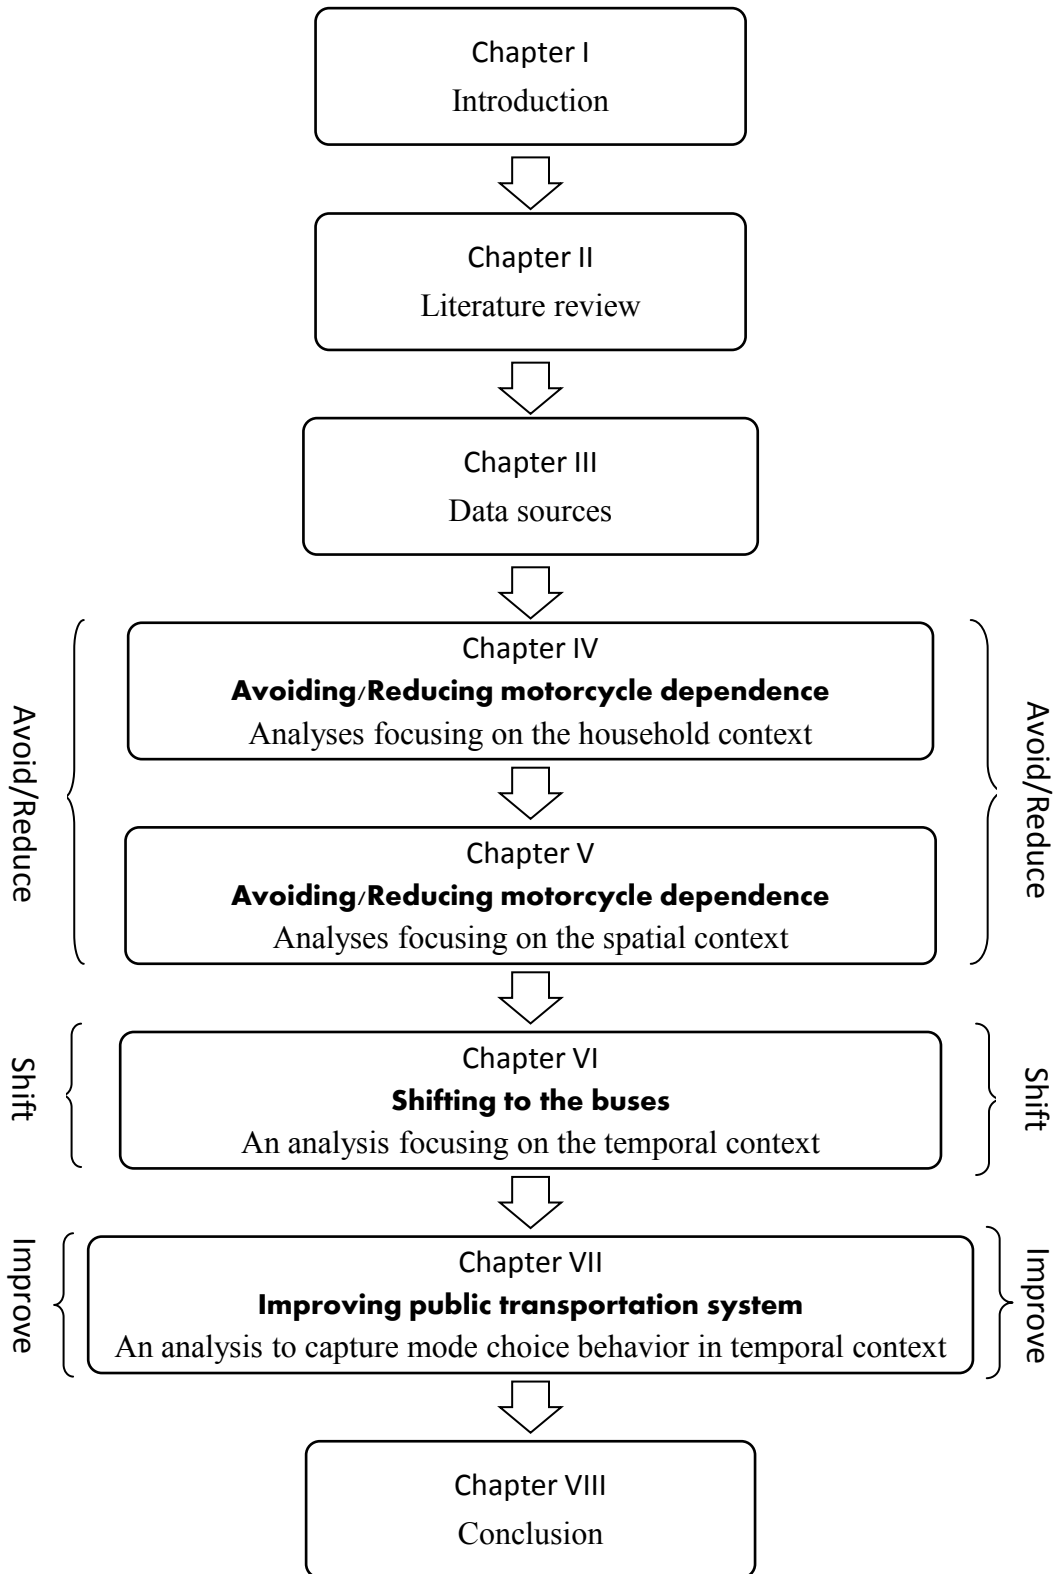 Chapter I
Introduction
Chapter II
Literature review
Chapter III
Data sources
Avoid/Reduce
Chapter IV
Avoiding/Reducing motorcycle dependence
Analyses focusing on the household context
Chapter V
Avoiding/Reducing motorcycle dependence
Analyses focusing on the spatial context
Avoid/Reduce
Shift
Chapter VI
Shifting to the buses
An analysis focusing on the temporal context
Shift
Improve
Chapter VII
Improving public transportation system
An analysis to capture mode choice behavior in temporal context
Improve
Chapter VIII
Conclusion